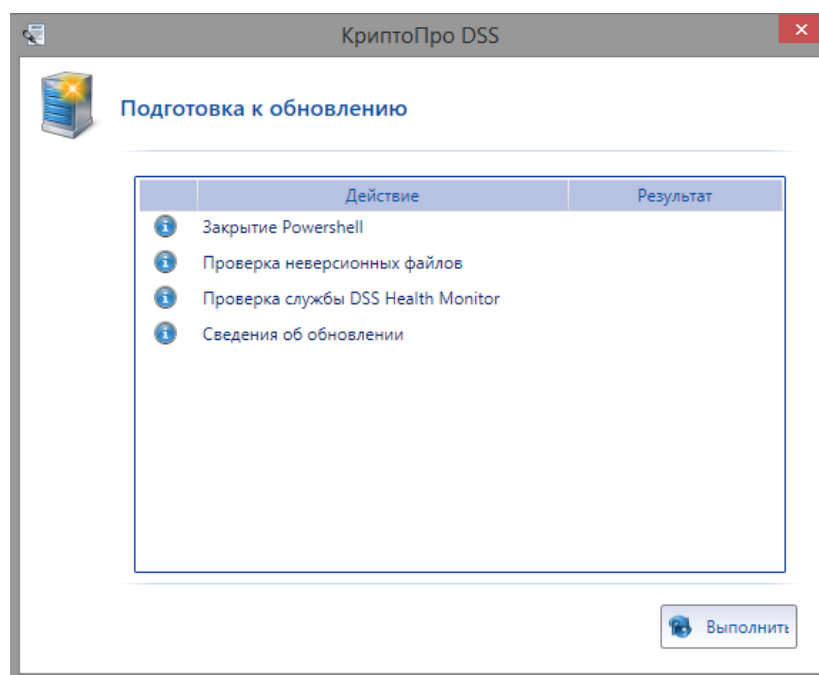 КриптоПро DSS
Подготовка к обновлению
Действие Результат
Закрытие Powershell
Проверка неверсионных файлов
Проверка службы DSS Health Monitor
Сведения об обновлении
Выполнить